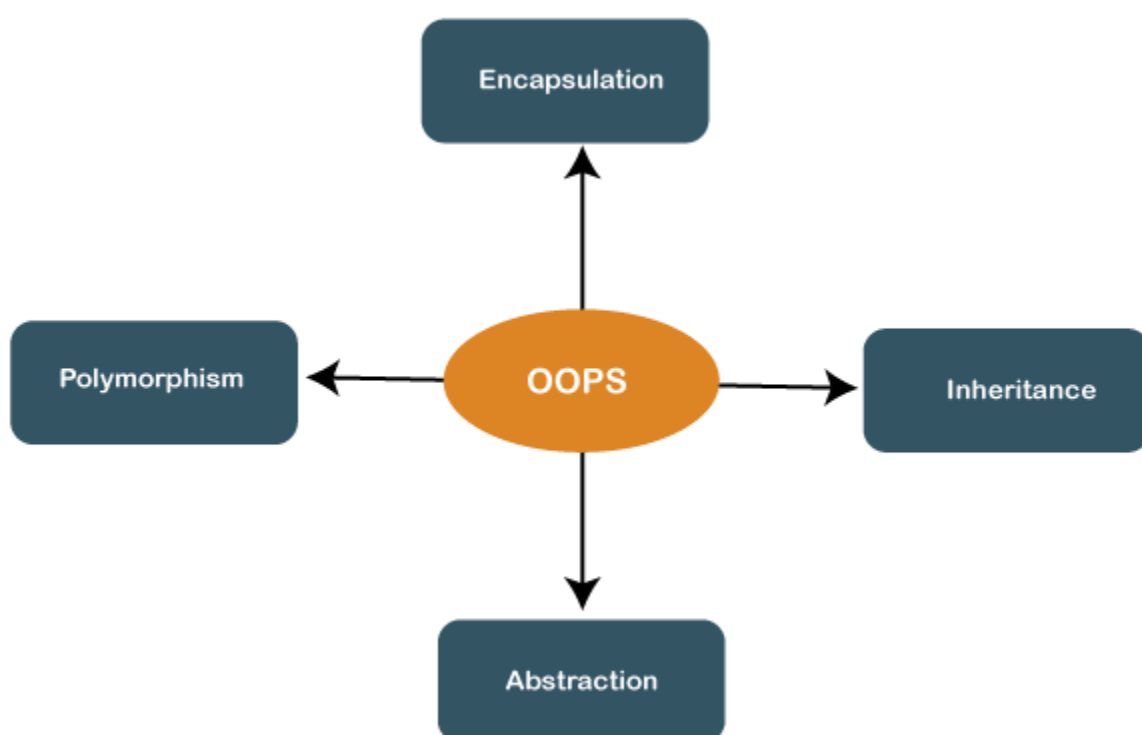 Encapsulation
Polymorphism
OOPS
Inheritance
Abstraction